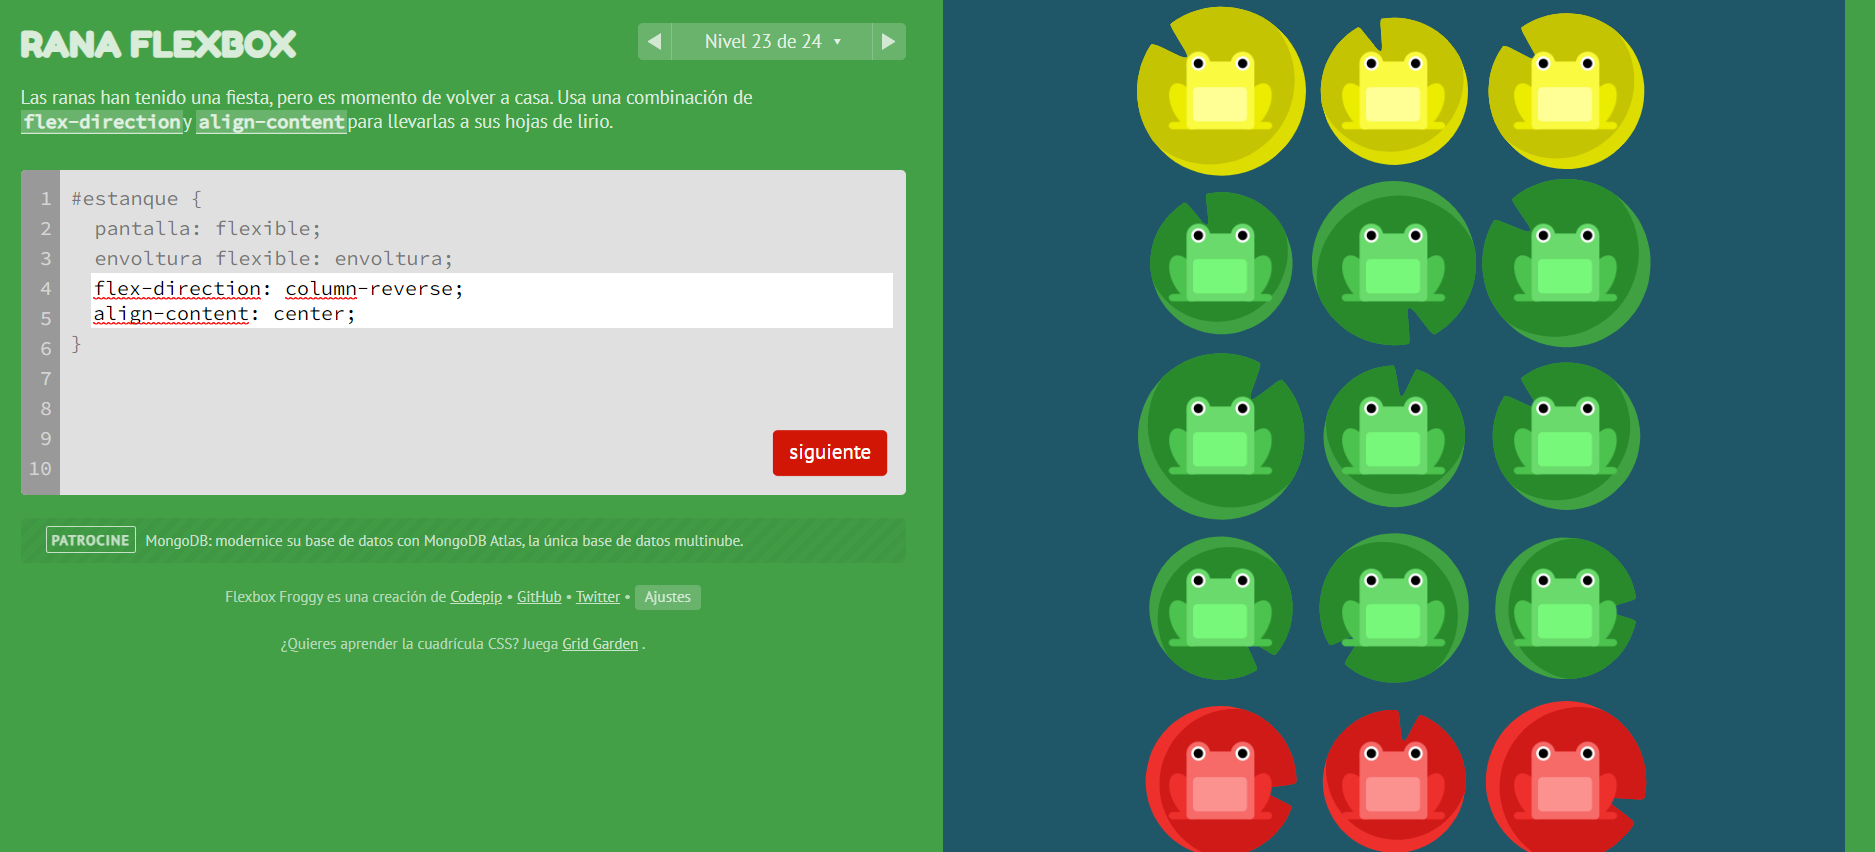 RANA FLEXBOX
◀ Nivel 23 de 24 ▾ ▶
Las ranas han tenido una fiesta, pero es momento de volver a casa. Usa una combinación de
flex-direction y align-content para llevarlas a sus hojas de lirio.
1 #estanque {
2 pantalla: flexible;
3 envoltura flexible: envoltura;
4 flex-direction: column-reverse;
5 align-content: center;
6 }
7
8
9
10
siguiente
PATROCINE MongoDB: modernice su base de datos con MongoDB Atlas, la única base de datos multinube.
Flexbox Froggy es una creación de Codepip • GitHub • Twitter • Ajustes
¿Quieres aprender la cuadrícula CSS? Juega Grid Garden .